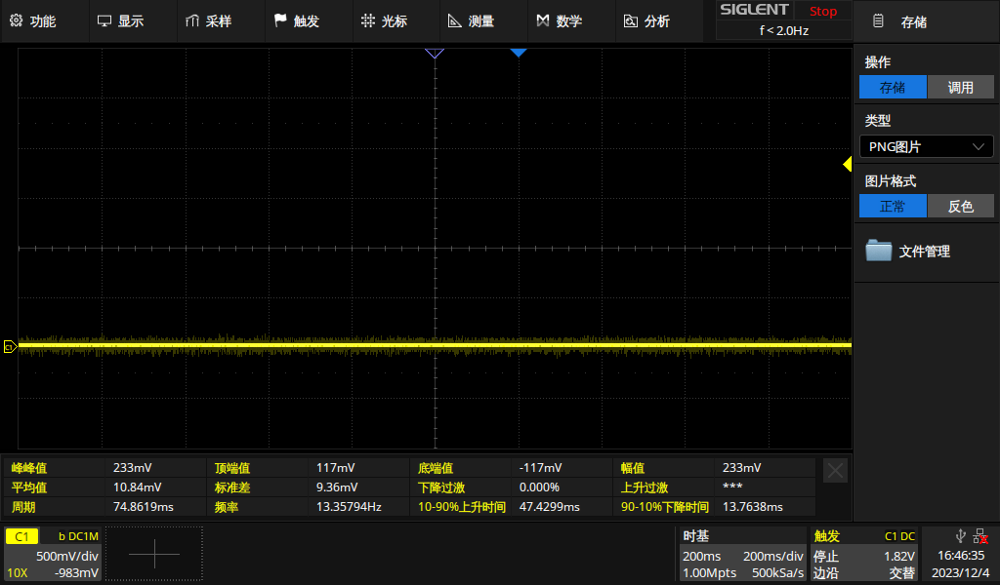 功能 显示 采样 触发 光标 测量 数学 分析 SIGLENT Stop 存储
f < 2.0Hz
操作
存储 调用
类型
PNG图片
图片格式
正常 反色
文件管理
C1
峰峰值 233mV 顶端值 117mV 底端值 -117mV 幅值 233mV
平均值 10.84mV 标准差 9.36mV 下降过激 0.000% 上升过激 ***
周期 74.8619ms 频率 13.35794Hz 10-90%上升时间 47.4299ms 90-10%下降时间 13.7638ms
C1 b DC1M
500mV/div
10X -983mV
时基
200ms 200ms/div
1.00Mpts 500kSa/s
触发 C1 DC
停止 1.82V
边沿 交替
16:46:35
2023/12/4